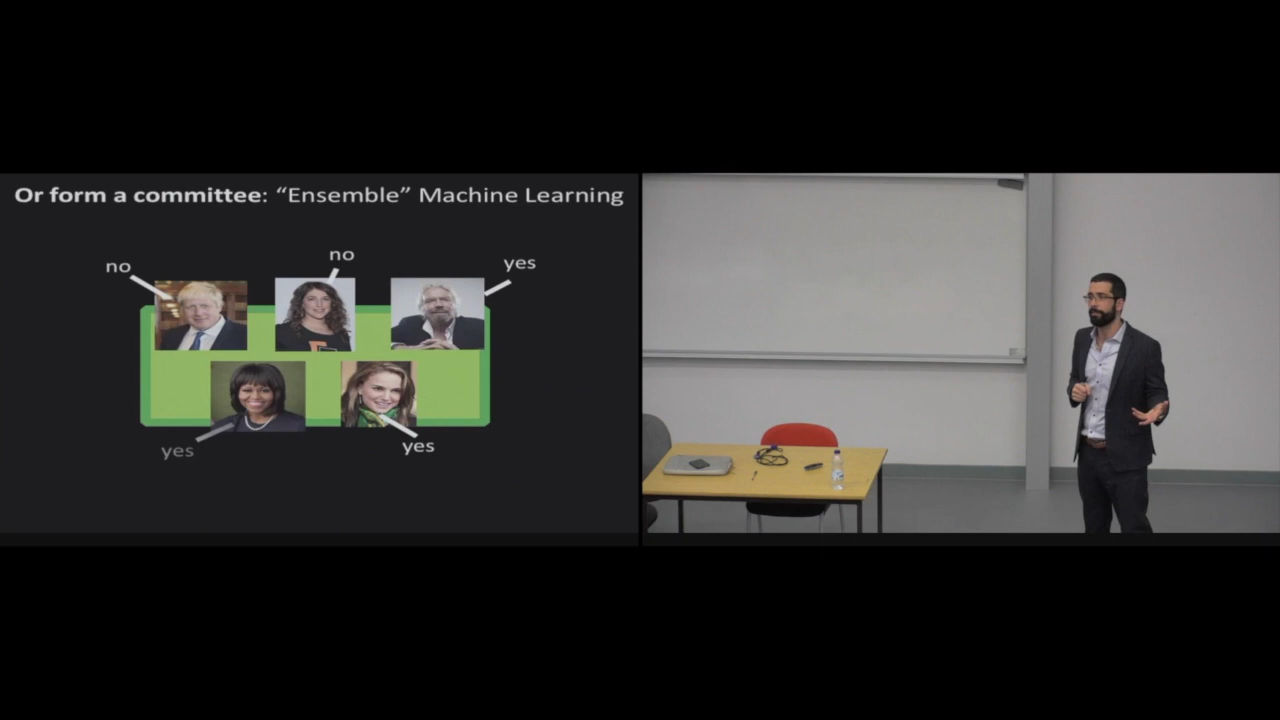 Or form a committee: “Ensemble” Machine Learning
no
no
yes
yes
yes